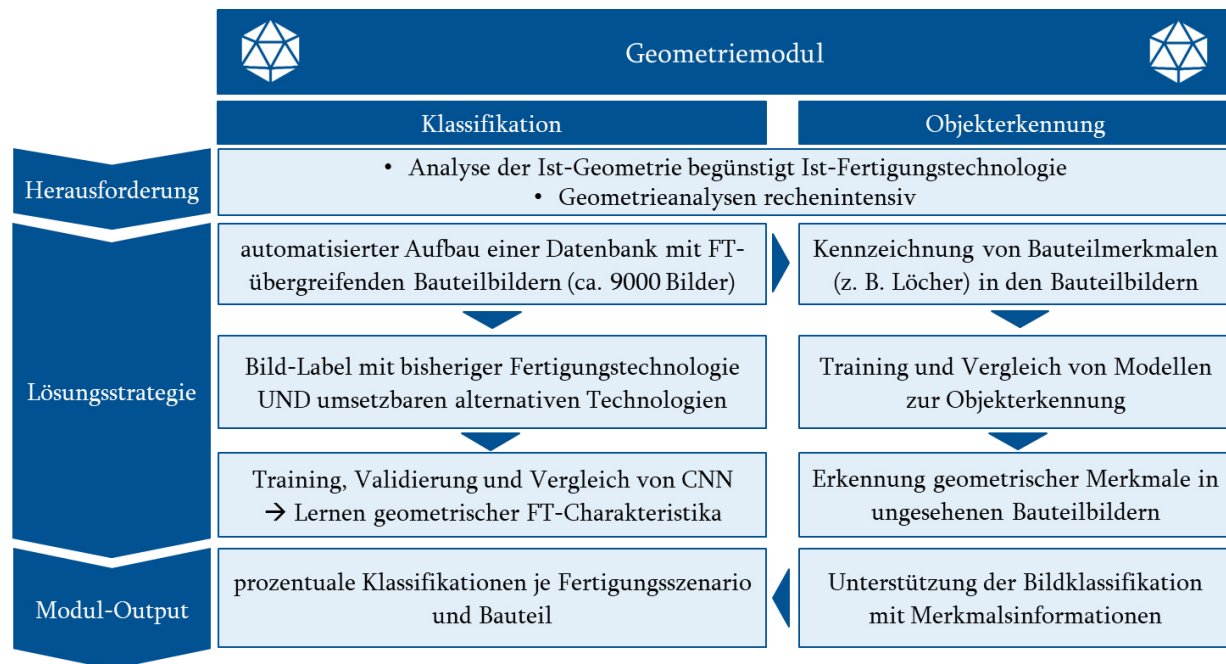 Geometriemodul
Klassifikation
Objekterkennung
Herausforderung
• Analyse der Ist-Geometrie begünstigt Ist-Fertigungstechnologie
• Geometrieanalysen rechenintensiv
Lösungsstrategie
automatisierter Aufbau einer Datenbank mit FT-
übergreifenden Bauteilbildern (ca. 9000 Bilder)
Kennzeichnung von Bauteilmerkmalen
(z. B. Löcher) in den Bauteilbildern
Bild-Label mit bisheriger Fertigungstechnologie
UND umsetzbaren alternativen Technologien
Training und Vergleich von Modellen
zur Objekterkennung
Training, Validierung und Vergleich von CNN
→ Lernen geometrischer FT-Charakteristika
Erkennung geometrischer Merkmale in
ungesehenen Bauteilbildern
Modul-Output
prozentuale Klassifikationen je Fertigungsszenario
und Bauteil
Unterstützung der Bildklassifikation
mit Merkmalsinformationen